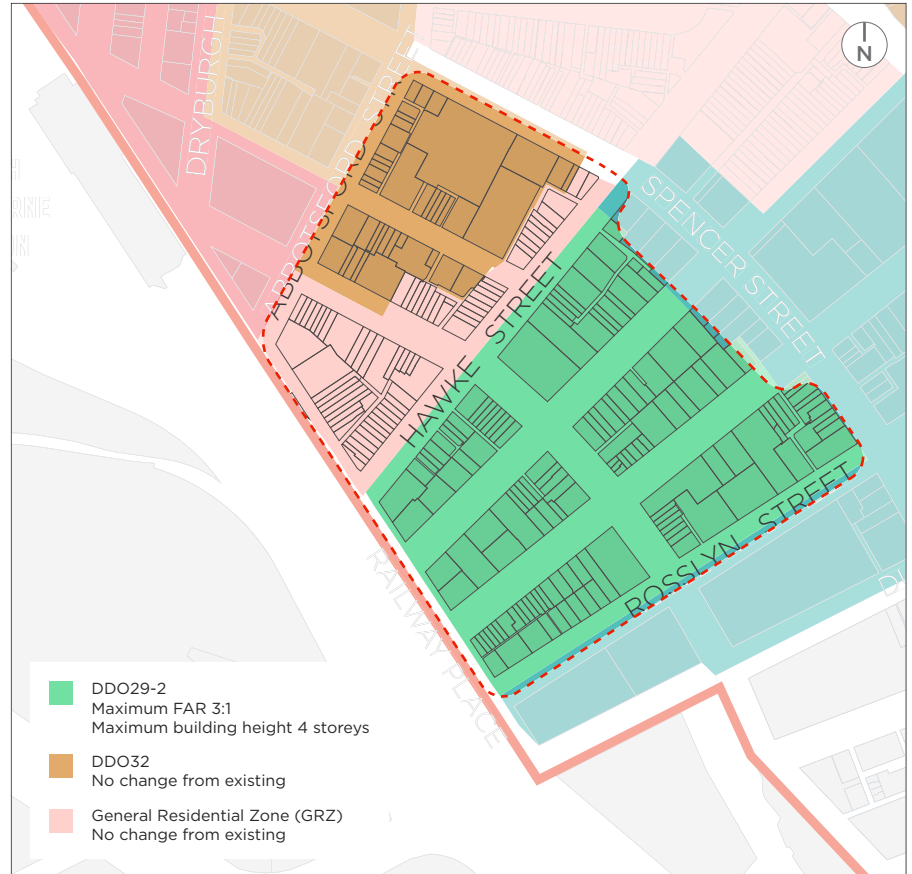 N
DRYBURGH
ABBOTSFORD STREET
SPENCER STREET
HAWKE STREET
ROSSLYN STREET
RAILWAY PLACE
DDO29-2
Maximum FAR 3:1
Maximum building height 4 storeys
DDO32
No change from existing
General Residential Zone (GRZ)
No change from existing